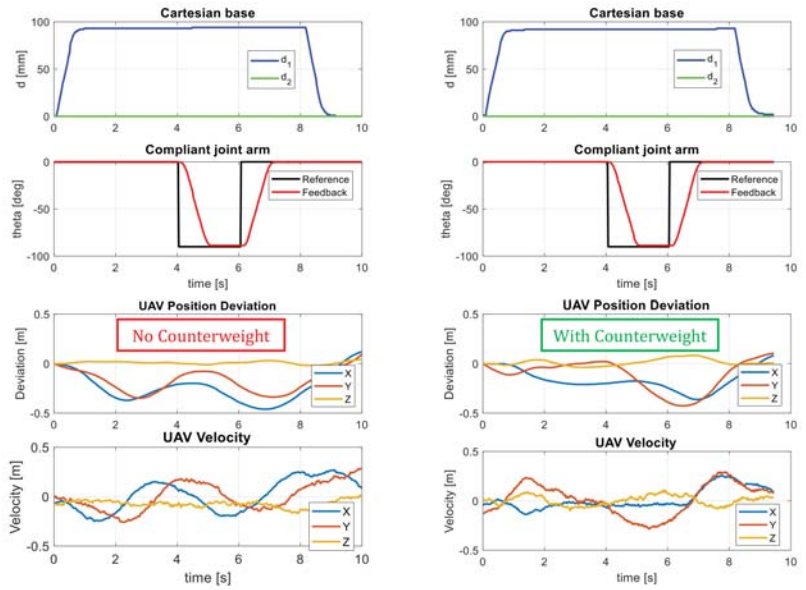 Cartesian base
d [mm]
100
50
0
d1
d2
0 2 4 6 8 10
Compliant joint arm
theta [deg]
0
-50
-100
Reference
Feedback
0 2 4 6 8 10
time [s]
UAV Position Deviation
No Counterweight
Deviation [m]
0.5
0
-0.5
X
Y
Z
0 2 4 6 8 10
UAV Velocity
Velocity [m]
0.5
0
-0.5
X
Y
Z
0 2 4 6 8 10
time [s]
Cartesian base
d [mm]
100
50
0
d1
d2
0 2 4 6 8 10
Compliant joint arm
theta [deg]
0
-50
-100
Reference
Feedback
0 2 4 6 8 10
time [s]
UAV Position Deviation
With Counterweight
Deviation [m]
0.5
0
-0.5
X
Y
Z
0 2 4 6 8 10
UAV Velocity
Velocity [m]
0.5
0
-0.5
X
Y
Z
0 2 4 6 8 10
time [s]